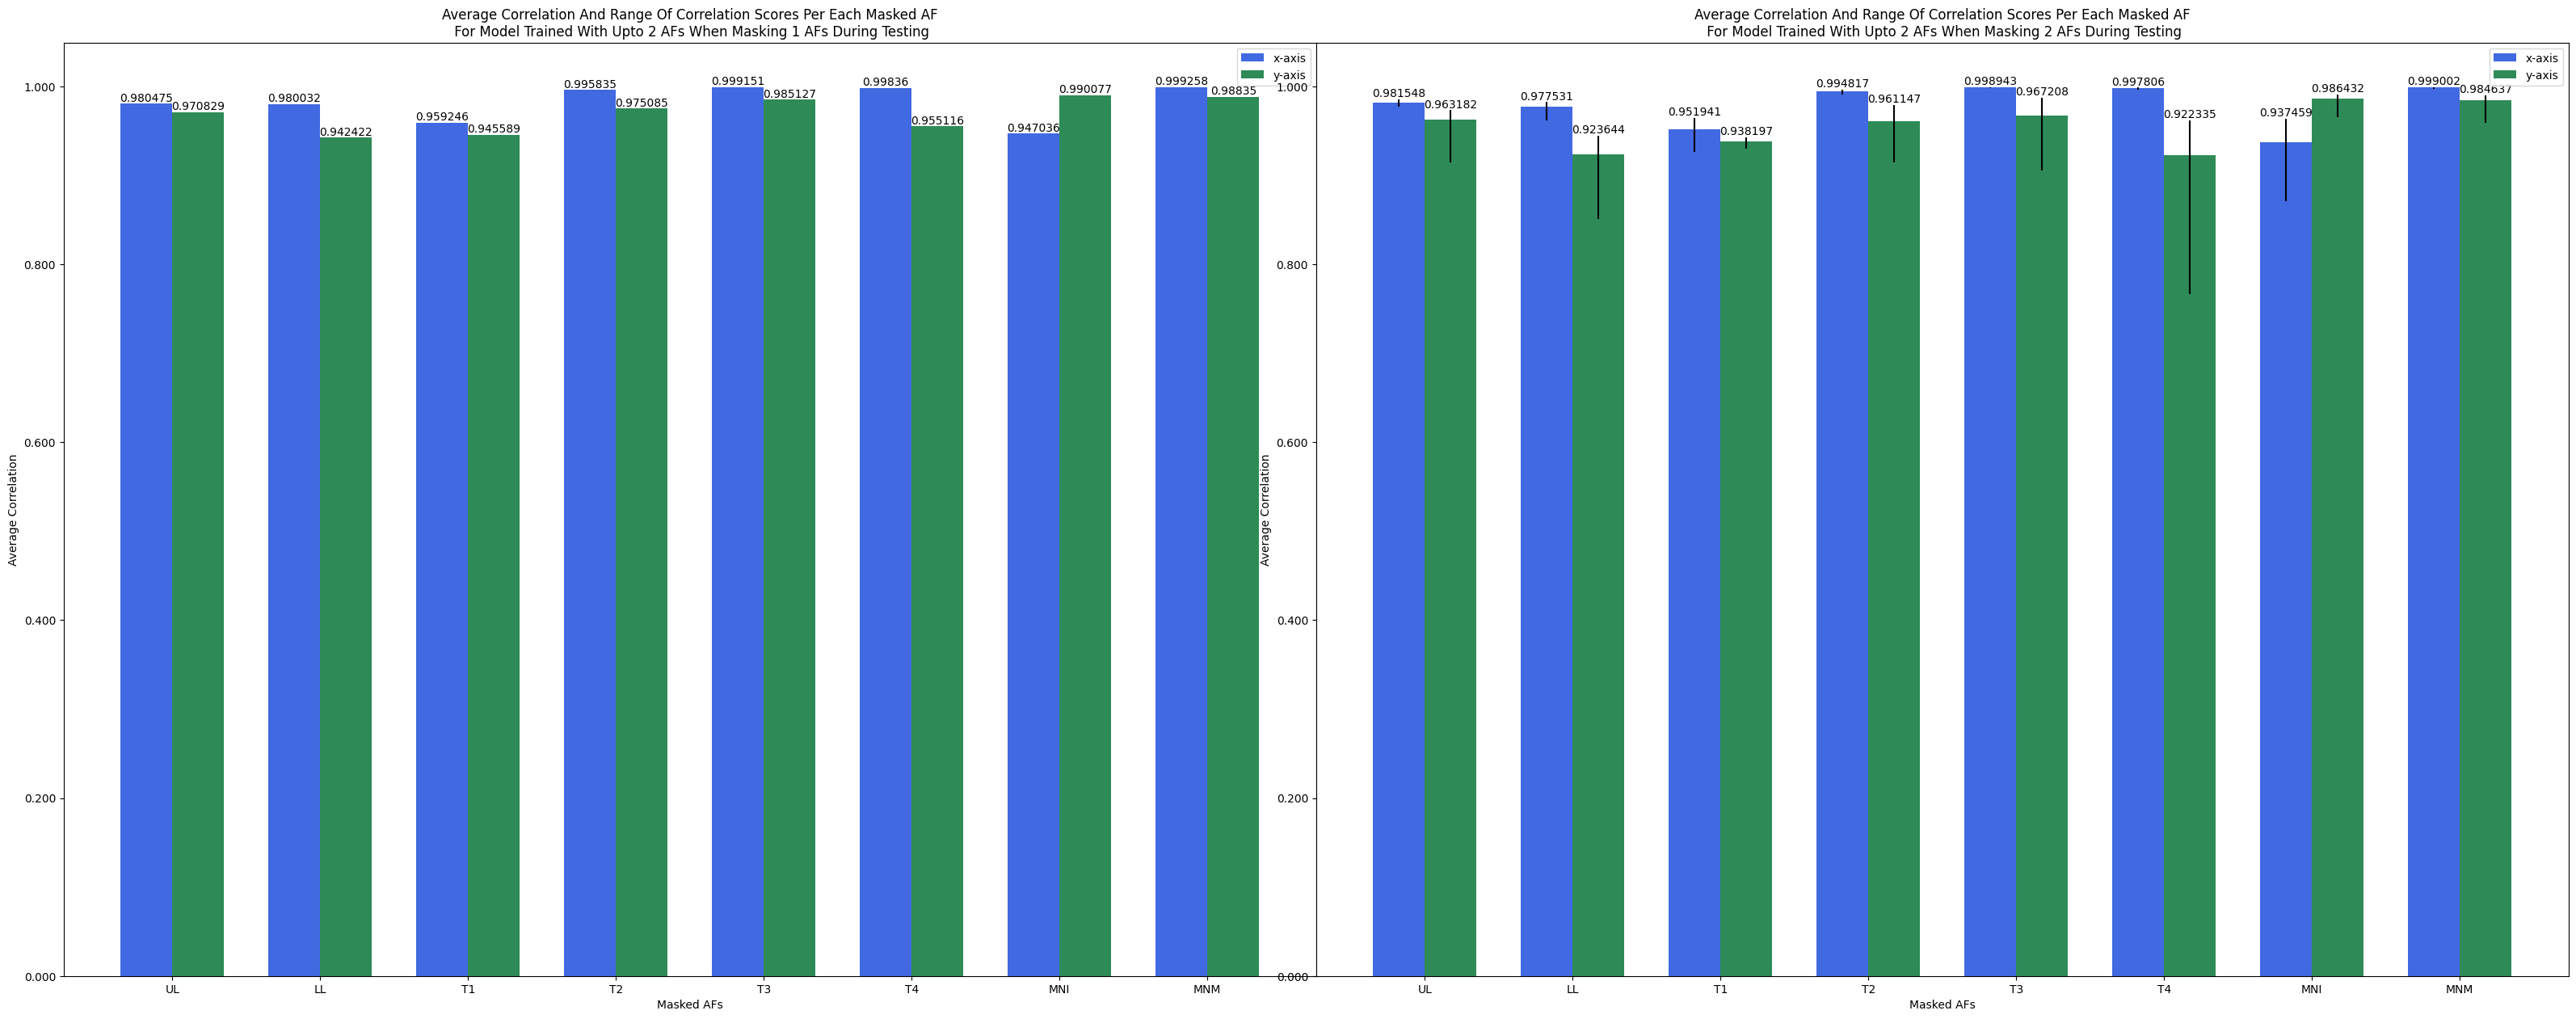 Average Correlation And Range Of Correlation Scores Per Each Masked AF
For Model Trained With Upto 2 AFs When Masking 1 AFs During Testing
x-axis
y-axis
1.000
0.800
0.600
0.400
0.200
0.000
Average Correlation
0.980475
0.970829
0.980032
0.942422
0.959246
0.945589
0.995835
0.975085
0.999151
0.985127
0.99836
0.955116
0.947036
0.990077
0.999258
0.98835
UL
LL
T1
T2
T3
T4
MNI
MNM
Masked AFs
Average Correlation And Range Of Correlation Scores Per Each Masked AF
For Model Trained With Upto 2 AFs When Masking 2 AFs During Testing
x-axis
y-axis
1.000
0.800
0.600
0.400
0.200
0.000
Average Correlation
0.981548
0.963182
0.977531
0.923644
0.951941
0.938197
0.994817
0.961147
0.998943
0.967208
0.997806
0.922335
0.937459
0.986432
0.999002
0.984637
UL
LL
T1
T2
T3
T4
MNI
MNM
Masked AFs